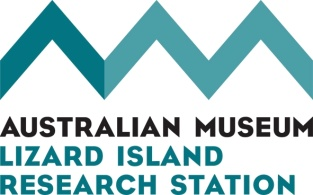 AUSTRALIAN MUSEUM
LIZARD ISLAND
RESEARCH STATION